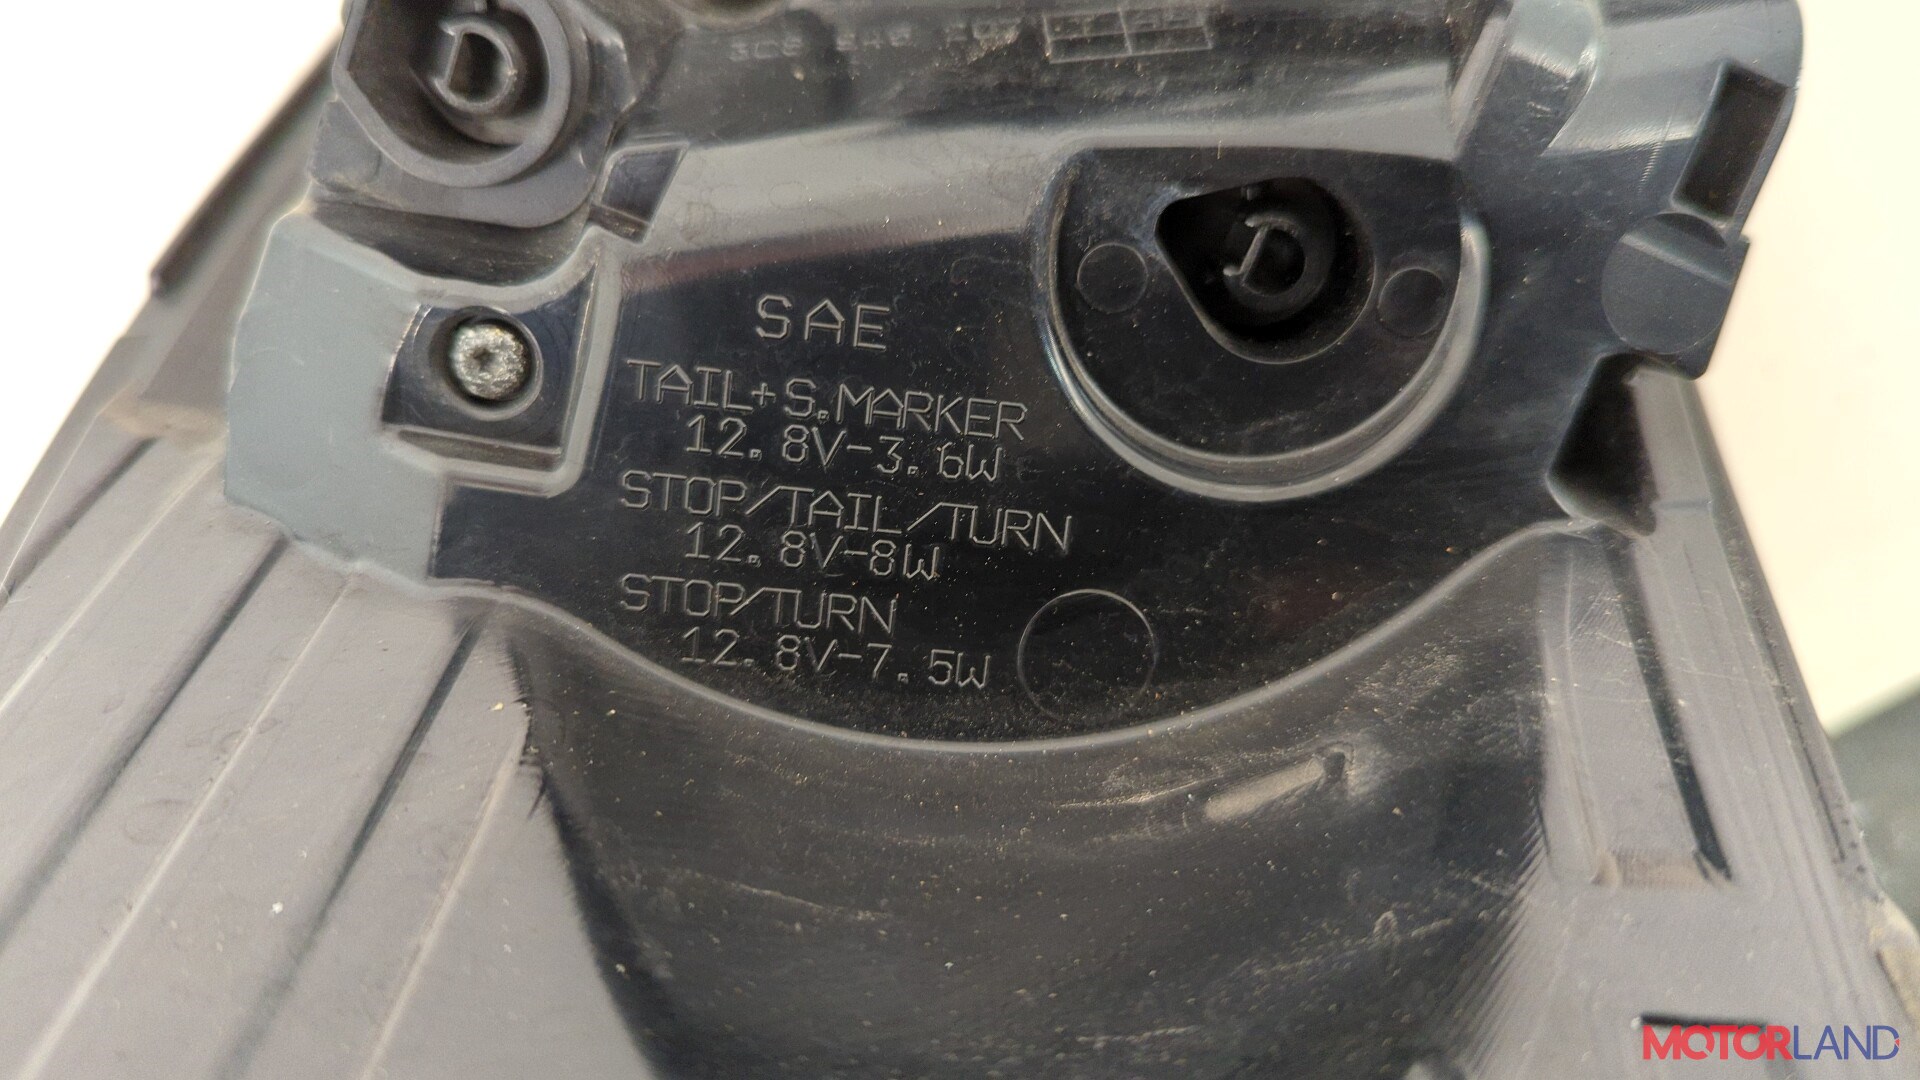 D
SAE
D
TAIL+S.MARKER
12.8V-3.6W
STOP/TAIL/TURN
12.8V-8W
STOP/TURN
12.8V-7.5W
MOTORLAND